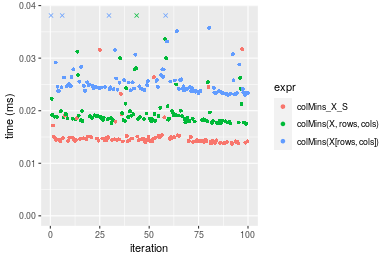 0.04
0.03
0.02
0.01
0.00
time (ms)
0
25
50
75
100
iteration
expr
colMins_X_S
colMins(X, rows, cols)
colMins(X[rows, cols])